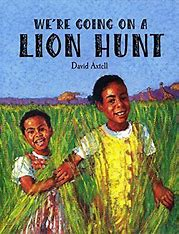 WE'RE GOING ON A
LION HUNT
David Axtell